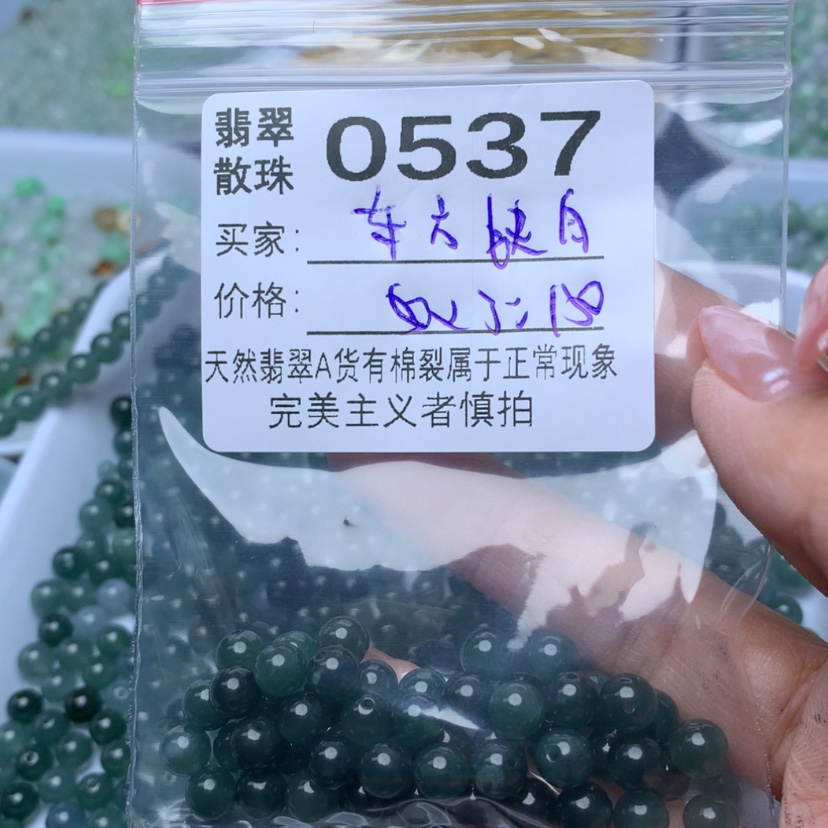 翡翠 0537
散珠
买家：
价格：
天然翡翠A货有棉裂属于正常现象
完美主义者慎拍